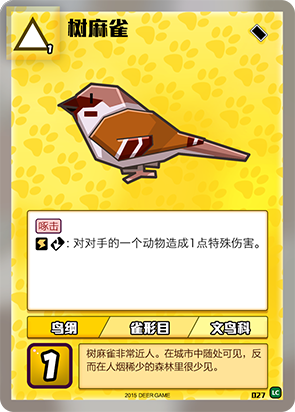 1
树麻雀
啄击
: 对对手的一个动物造成1点特殊伤害。
鸟纲 / 雀形目 / 文鸟科
1
树麻雀非常近人。在城市中随处可见，反
而在人烟稀少的森林里很少见。
2015 DEER GAME
027 LC